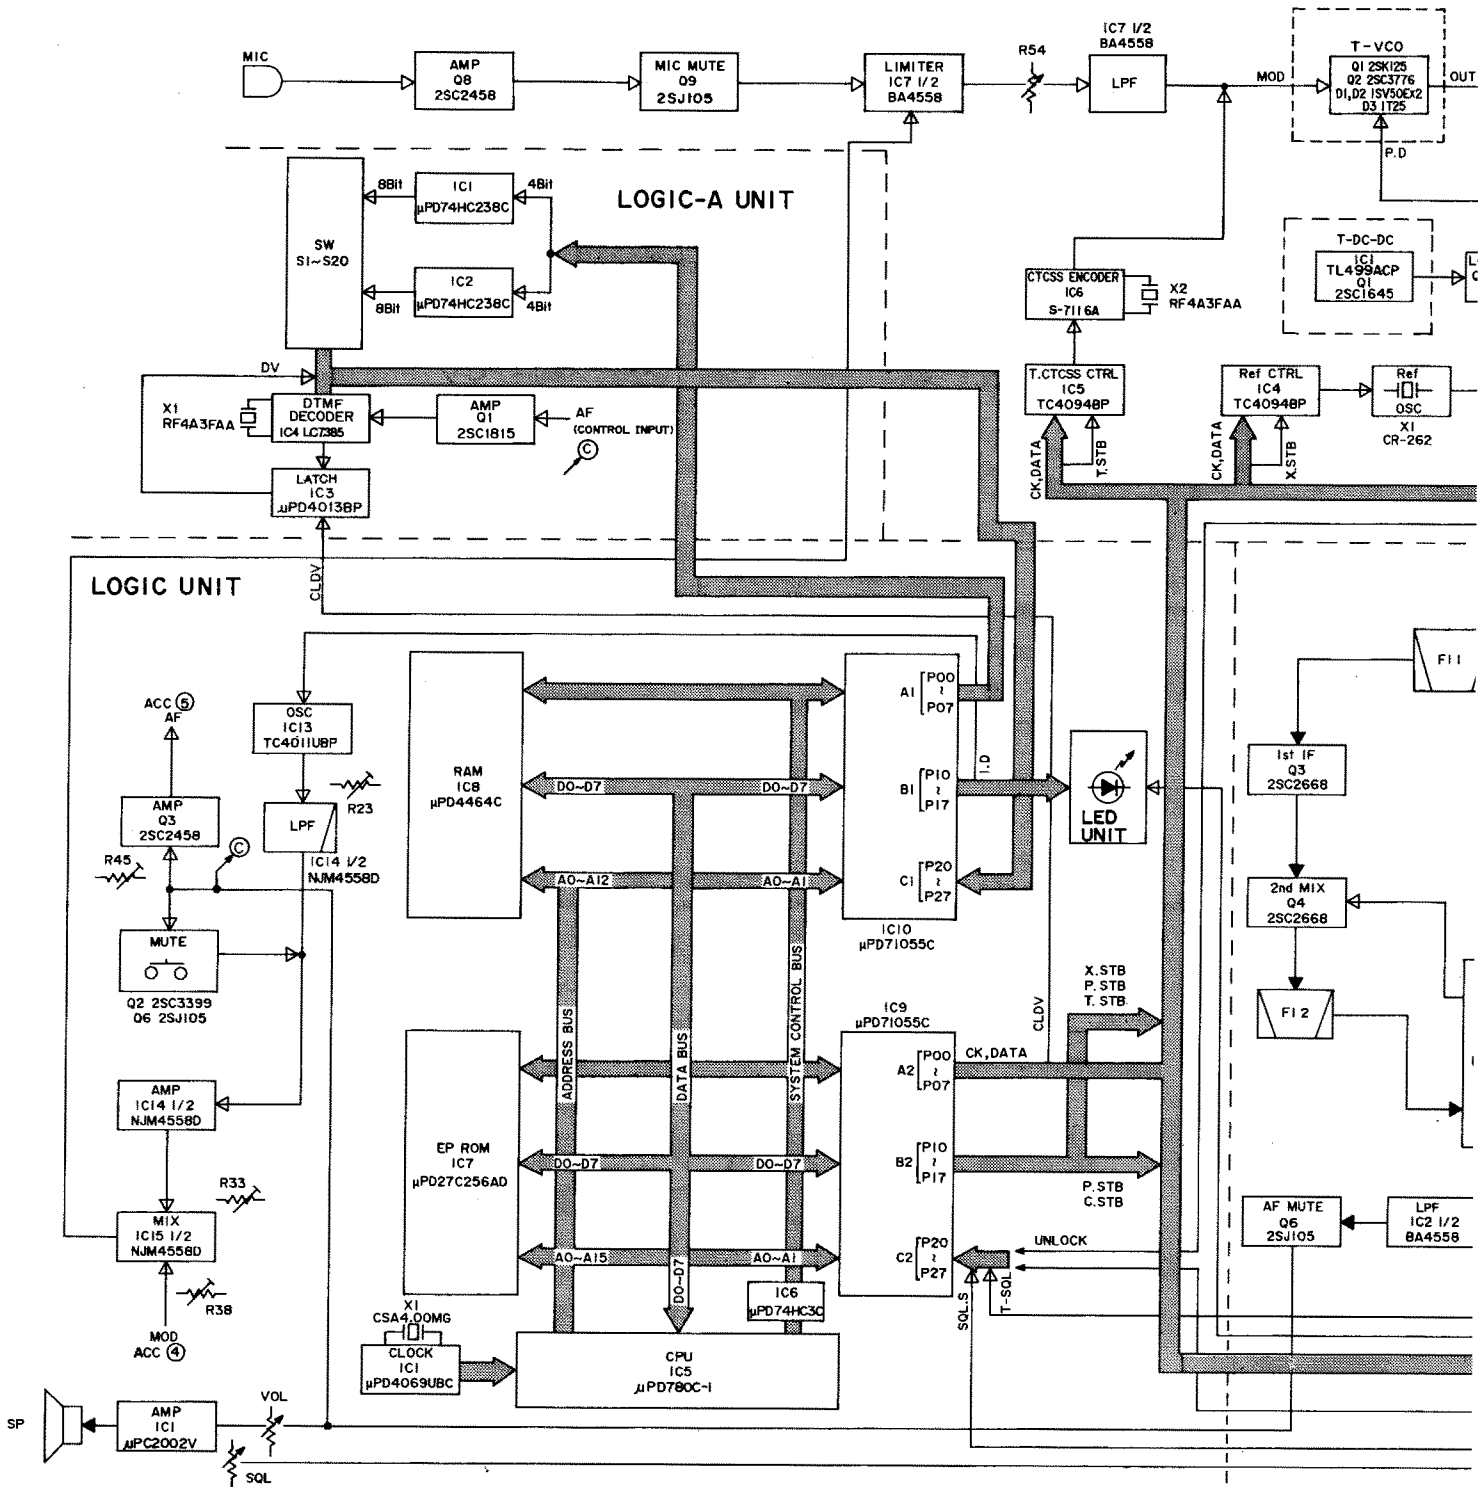 MIC
AMP
Q8
2SC2458
MIC MUTE
Q9
2SJ105
LIMITER
IC7 1/2
BA4558
R54
IC7 1/2
BA4558
LPF
MOD
T-VCO
Q1 2SK125
Q2 2SC3776
D1,D2 1SV50EX2
D3 1T25
OUT
P.D
LOGIC-A UNIT
SW
S1~S20
8Bit
IC1
µPD74HC238C
4Bit
8Bit
IC2
µPD74HC238C
4Bit
T-DC-DC
IC1
TL499ACP
Q1
2SC1645
L
Q
CTCSS ENCODER
IC6
S-7116A
X2
RF4A3FAA
DV
X1
RF4A3FAA
DTMF
DECODER
IC4 LC7385
AMP
Q1
2SC1815
AF
(CONTROL INPUT)
C
T.CTCSS CTRL
IC5
TC4094BP
Ref CTRL
IC4
TC4094BP
Ref
OSC
X1
CR-262
CK,DATA
T.STB
CK,DATA
X.STB
LATCH
IC3
µPD4013BP
LOGIC UNIT
CLDV
ACC 5
AF
OSC
IC13
TC4011UBP
R23
AMP
Q3
2SC2458
LPF
IC14 1/2
NJM4558D
R45
C
MUTE
Q2 2SC3399
Q6 2SJ105
RAM
IC8
µPD4464C
D0~D7
D0~D7
A0~A12
A0~A1
A1
P00
~
P07
B1
P10
~
P17
C1
P20
~
P27
IC10
µPD71055C
I.D
LED
UNIT
F11
1st IF
Q3
2SC2668
2nd MIX
Q4
2SC2668
F12
ADDRESS BUS
DATA BUS
SYSTEM CONTROL BUS
CLDV
X.STB
P.STB
T.STB
IC9
µPD71055C
CK,DATA
A2
P00
~
P07
B2
P10
~
P17
C2
P20
~
P27
P.STB
C.STB
AMP
IC14 1/2
NJM4558D
EP ROM
IC7
µPD27C256AD
D0~D7
D0~D7
A0~A15
A0~A1
D0~D7
R33
MIX
IC15 1/2
NJM4558D
R38
MOD
ACC 4
UNLOCK
SQL.S
T-SQL
AF MUTE
Q6
2SJ105
LPF
IC2 1/2
BA4558
IC6
µPD74HC3C
X1
CSA4.00MG
CLOCK
IC1
µPD4069UBC
CPU
IC5
µPD780C-1
SP
AMP
IC1
µPC2002V
VOL
SQL